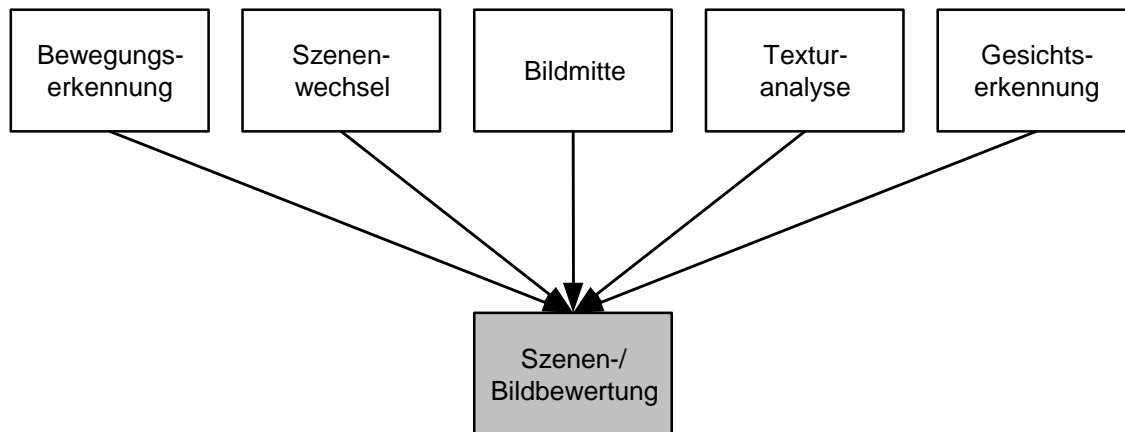 Bewegungs-
erkennung
Szenen-
wechsel
Bildmitte
Textur-
analyse
Gesichts-
erkennung
Szenen-/
Bildbewertung